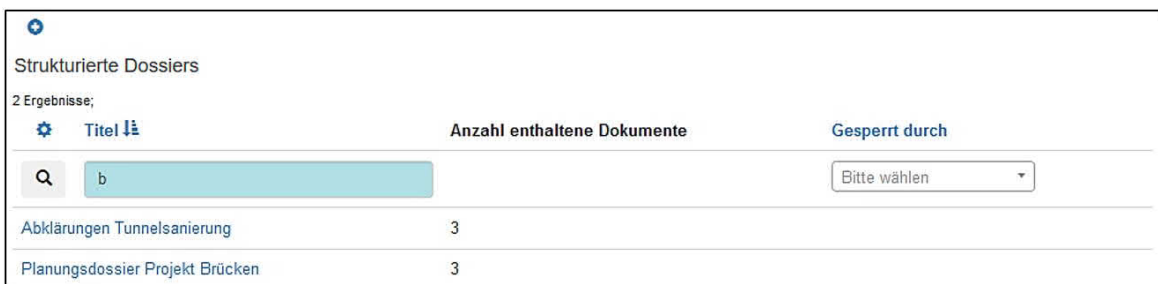 Strukturierte Dossiers
2 Ergebnisse;
Titel Anzahl enthaltene Dokumente Gesperrt durch
b Bitte wählen
Abklärungen Tunnelsanierung 3
Planungsdossier Projekt Brücken 3